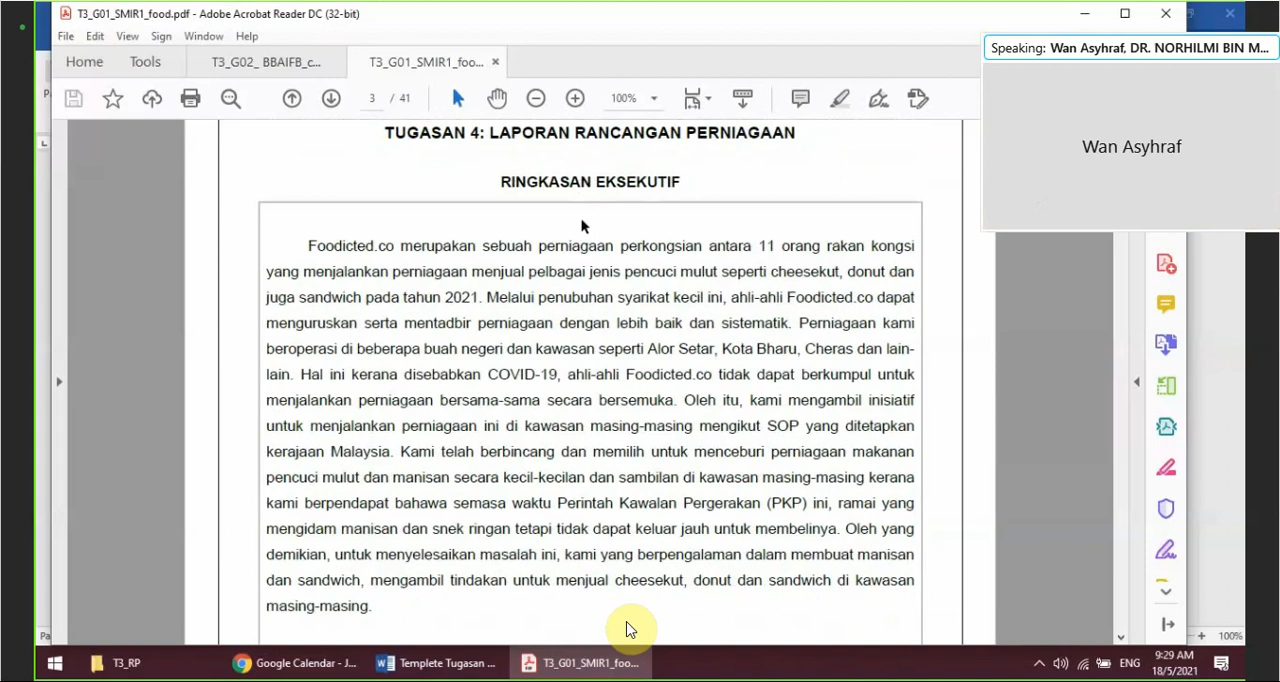 T3_G01_SMIR1_food.pdf - Adobe Acrobat Reader DC (32-bit)
File Edit View Sign Window Help
Speaking: Wan Asyhraf, DR. NORHILMI BIN M...
Home Tools T3_G02_ BBAIFB_c... T3_G01_SMIR1_foo... ×
3 / 41 100%
Wan Asyhraf
TUGASAN 4: LAPORAN RANCANGAN PERNIAGAAN
RINGKASAN EKSEKUTIF
Foodicted.co merupakan sebuah perniagaan perkongsian antara 11 orang rakan kongsi
yang menjalankan perniagaan menjual pelbagai jenis pencuci mulut seperti cheesekut, donut dan
juga sandwich pada tahun 2021. Melalui penubuhan syarikat kecil ini, ahli-ahli Foodicted.co dapat
menguruskan serta mentadbir perniagaan dengan lebih baik dan sistematik. Perniagaan kami
beroperasi di beberapa buah negeri dan kawasan seperti Alor Setar, Kota Bharu, Cheras dan lain-
lain. Hal ini kerana disebabkan COVID-19, ahli-ahli Foodicted.co tidak dapat berkumpul untuk
menjalankan perniagaan bersama-sama secara bersemuka. Oleh itu, kami mengambil inisiatif
untuk menjalankan perniagaan ini di kawasan masing-masing mengikut SOP yang ditetapkan
kerajaan Malaysia. Kami telah berbincang dan memilih untuk menceburi perniagaan makanan
pencuci mulut dan manisan secara kecil-kecilan dan sambilan di kawasan masing-masing kerana
kami berpendapat bahawa semasa waktu Perintah Kawalan Pergerakan (PKP) ini, ramai yang
mengidam manisan dan snek ringan tetapi tidak dapat keluar jauh untuk membelinya. Oleh yang
demikian, untuk menyelesaikan masalah ini, kami yang berpengalaman dalam membuat manisan
dan sandwich, mengambil tindakan untuk menjual cheesekut, donut dan sandwich di kawasan
masing-masing.
Pa
100%
T3_RP Google Calendar - J... Templete Tugasan ... T3_G01_SMIR1_foo... ENG 9:29 AM
18/5/2021